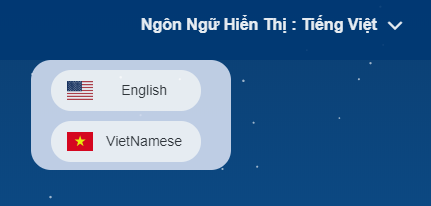 Ngôn Ngữ Hiển Thị : Tiếng Việt
English
VietNamese